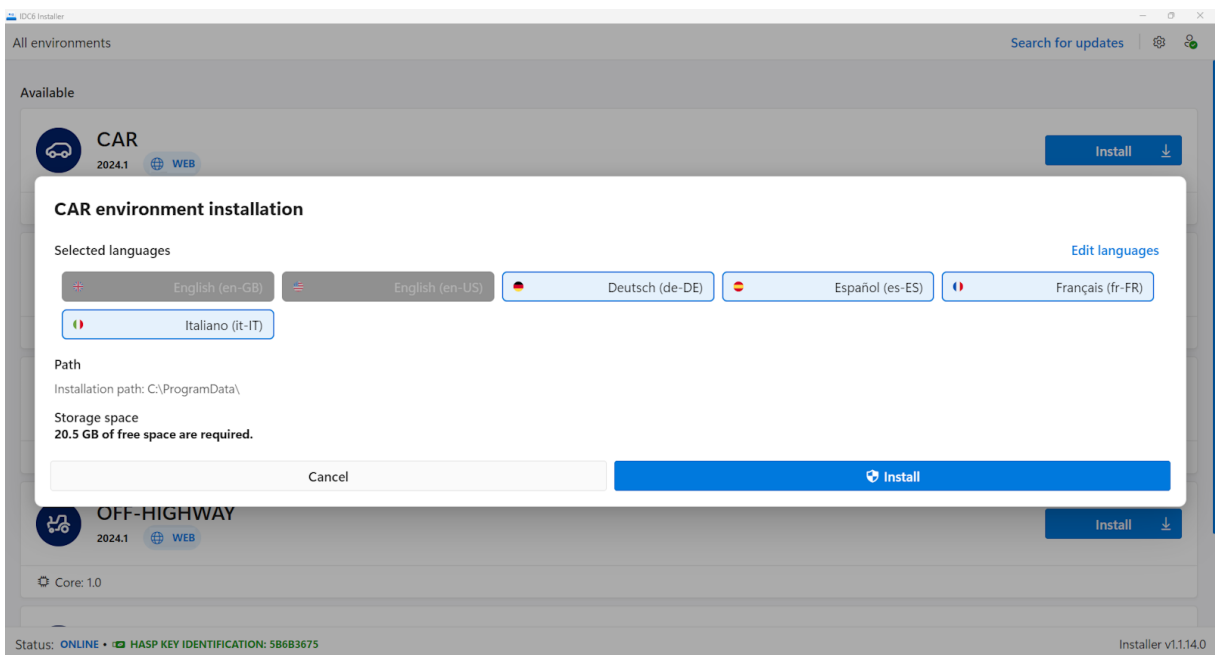 IDC6 Installer
All environments
Search for updates
Available
CAR
2024.1 WEB
Install
CAR environment installation
Selected languages
Edit languages
English (en-GB)
English (en-US)
Deutsch (de-DE)
Español (es-ES)
Français (fr-FR)
Italiano (it-IT)
Path
Installation path: C:\ProgramData\
Storage space
20.5 GB of free space are required.
Cancel
Install
OFF-HIGHWAY
2024.1 WEB
Install
Core: 1.0
Status: ONLINE • HASP KEY IDENTIFICATION: 5B6B3675
Installer v1.1.14.0